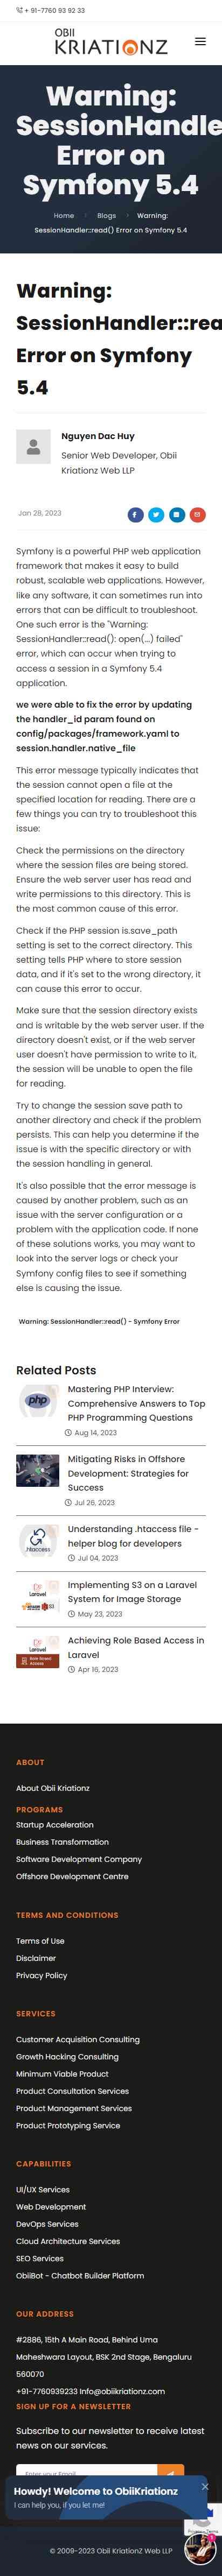 + 91-7760 93 92 33
OBII
KRIATIONZ
Warning:
SessionHandler::read()
Error on
Symfony 5.4
Home > Blogs > Warning:
SessionHandler::read() Error on Symfony 5.4
Warning:
SessionHandler::rea
Error on Symfony
5.4
Nguyen Dac Huy
Senior Web Developer, Obii
Kriationz Web LLP
Jan 28, 2023
Symfony is a powerful PHP web application
framework that makes it easy to build
robust, scalable web applications. However,
like any software, it can sometimes run into
errors that can be difficult to troubleshoot.
One such error is the "Warning:
SessionHandler::read(): open(...) failed"
error, which can occur when trying to
access a session in a Symfony 5.4
application.
we were able to fix the error by updating
the handler_id param found on
config/packages/framework.yaml to
session.handler.native_file
This error message typically indicates that
the session cannot open a file at the
specified location for reading. There are a
few things you can try to troubleshoot this
issue:
Check the permissions on the directory
where the session files are being stored.
Ensure the web server user has read and
write permissions to this directory. This is
the most common cause of this error.
Check if the PHP session is.save_path
setting is set to the correct directory. This
setting tells PHP where to store session
data, and if it's set to the wrong directory, it
can cause this error to occur.
Make sure that the session directory exists
and is writable by the web server user. If the
directory doesn't exist, or if the web server
user doesn't have permission to write to it,
the session will be unable to open the file
for reading.
Try to change the session save path to
another directory and check if the problem
persists. This can help you determine if the
issue is with the specific directory or with
the session handling in general.
It's also possible that the error message is
caused by another problem, such as an
issue with the server configuration or a
problem with the application code. If none
of these solutions works, you may want to
look into the server logs or check your
Symfony config files to see if something
else is causing the issue.
Warning: SessionHandler::read() - Symfony Error
Related Posts
php
Mastering PHP Interview:
Comprehensive Answers to Top
PHP Programming Questions
Aug 14, 2023
Mitigating Risks in Offshore
Development: Strategies for
Success
Jul 26, 2023
.htaccess
Understanding .htaccess file -
helper blog for developers
Jul 04, 2023
Laravel
Implementing S3 on a Laravel
System for Image Storage
May 23, 2023
Laravel
Role Based
Access
Achieving Role Based Access in
Laravel
Apr 16, 2023
ABOUT
About Obii Kriationz
PROGRAMS
Startup Acceleration
Business Transformation
Software Development Company
Offshore Development Centre
TERMS AND CONDITIONS
Terms of Use
Disclaimer
Privacy Policy
SERVICES
Customer Acquisition Consulting
Growth Hacking Consulting
Minimum Viable Product
Product Consultation Services
Product Management Services
Product Prototyping Service
CAPABILITIES
UI/UX Services
Web Development
DevOps Services
Cloud Architecture Services
SEO Services
ObiiBot - Chatbot Builder Platform
OUR ADDRESS
#2886, 15th A Main Road, Behind Uma
Maheshwara Layout, BSK 2nd Stage, Bengaluru
560070
+91-7760939233 Info@obiikriationz.com
SIGN UP FOR A NEWSLETTER
Subscribe to our newsletter to receive latest
news on our services.
Enter your Email
Howdy! Welcome to ObiiKriationz
I can help you, if you let me!
© 2009-2023 Obii KriationZ Web LLP